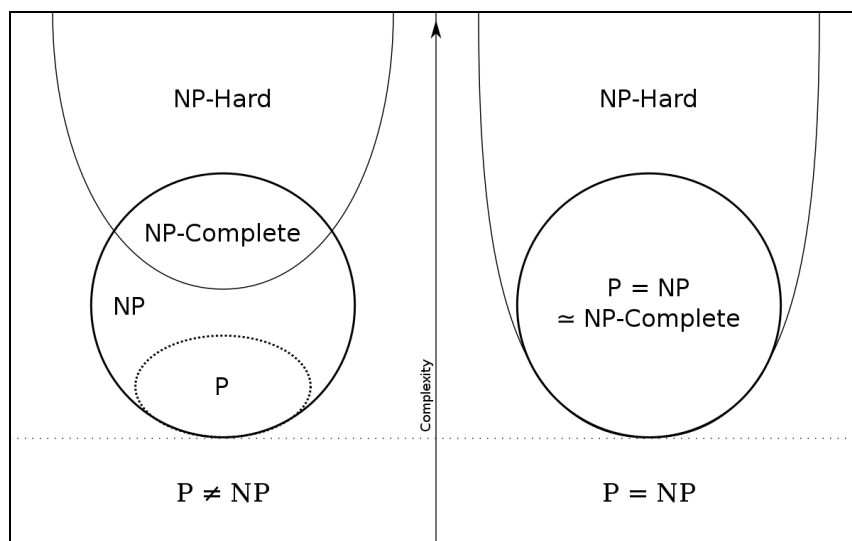 NP-Hard
NP-Complete
NP
P
P ≠ NP
Complexity
NP-Hard
P = NP
≃ NP-Complete
P = NP